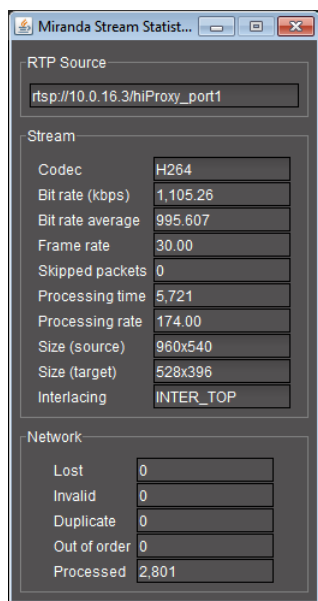 Miranda Stream Statist...
RTP Source
rtsp://10.0.16.3/hiProxy_port1
Stream
Codec H264
Bit rate (kbps) 1,105.26
Bit rate average 995.607
Frame rate 30.00
Skipped packets 0
Processing time 5,721
Processing rate 174.00
Size (source) 960x540
Size (target) 528x396
Interlacing INTER_TOP
Network
Lost 0
Invalid 0
Duplicate 0
Out of order 0
Processed 2,801